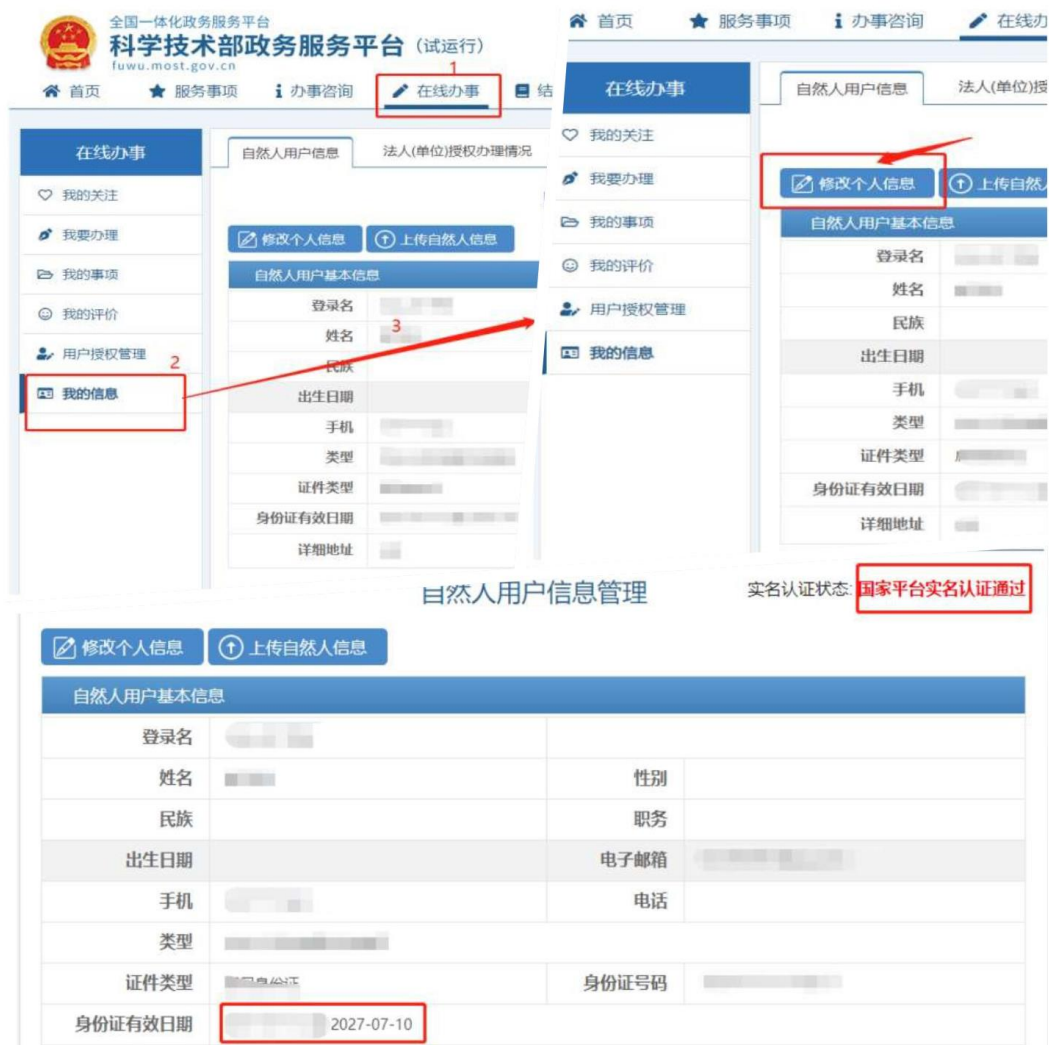 全国一体化政务服务平台
科学技术部政务服务平台（试运行）
fuwu.most.gov.cn
1
首页 服务事项 办事咨询 在线办事 结
在线办事
我的关注
我要办理
我的事项
我的评价
用户授权管理
2
我的信息
自然人用户信息 法人(单位)授权办理情况
修改个人信息 上传自然人信息
自然人用户基本信息
登录名
姓名
3
民族
出生日期
手机
类型
证件类型
身份证有效日期
详细地址
首页 服务事项 办事咨询 在线办
在线办事
我的关注
我要办理
我的事项
我的评价
用户授权管理
我的信息
自然人用户信息 法人(单位)授
修改个人信息 上传自然
自然人用户基本信息
登录名
姓名
民族
出生日期
手机
类型
证件类型
身份证有效日期
详细地址
自然人用户信息管理
实名认证状态: 国家平台实名认证通过
修改个人信息 上传自然人信息
自然人用户基本信息
登录名
姓名 性别
民族 职务
出生日期 电子邮箱
手机 电话
类型
证件类型 身份证号码
身份证有效日期 2027-07-10